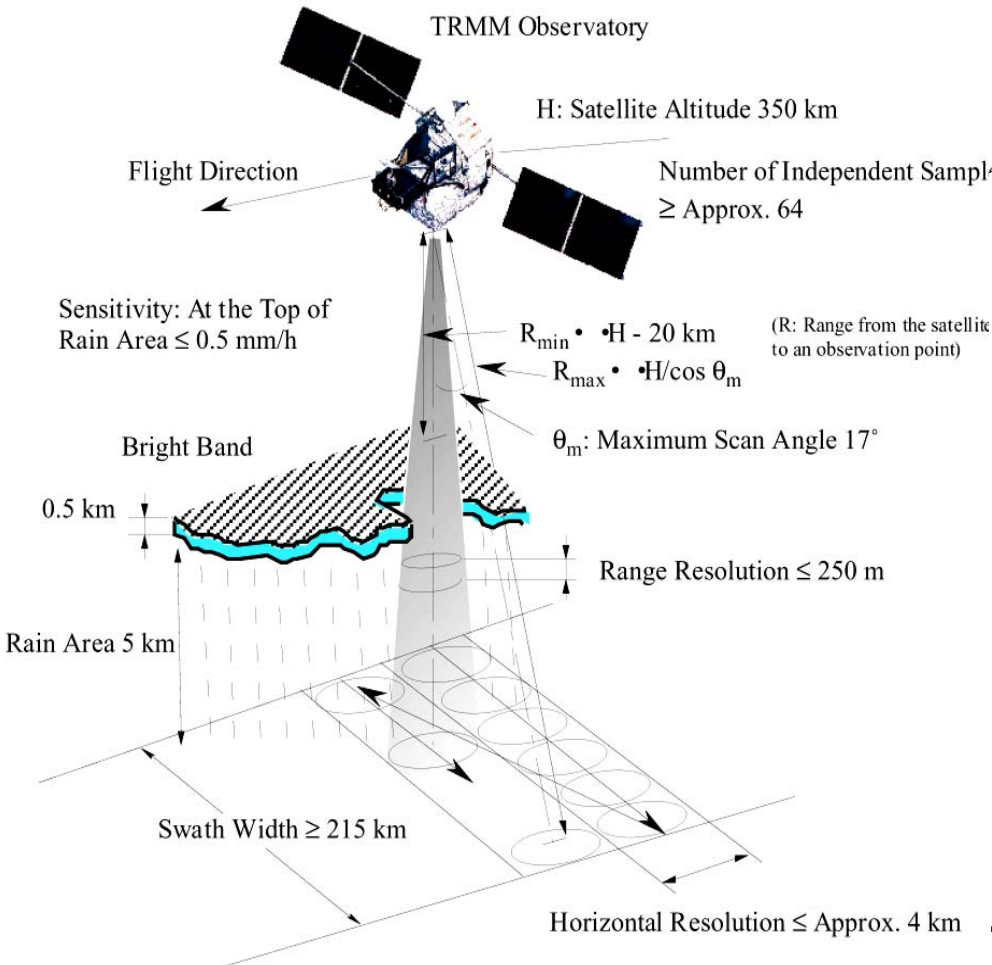 TRMM Observatory
H: Satellite Altitude 350 km
Flight Direction
Number of Independent
≥ Approx. 64
Sensitivity: At the Top of
Rain Area ≤ 0.5 mm/h
Rmin • •H - 20 km
(R: Range from the satellite
to an observation point)
Rmax • •H/cos θm
θm: Maximum Scan Angle 17°
Bright Band
0.5 km
Range Resolution ≤ 250 m
Rain Area 5 km
Swath Width ≥ 215 km
Horizontal Resolution ≤ Approx. 4 km